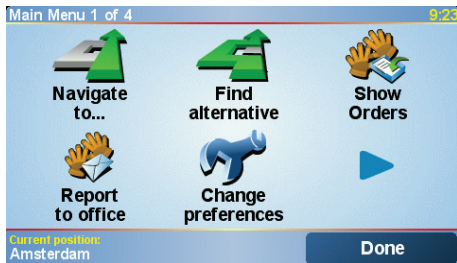 Main Menu 1 of 4
9:23
Navigate
to...
Find
alternative
Show
Orders
Report
to office
Change
preferences
Current position:
Amsterdam
Done